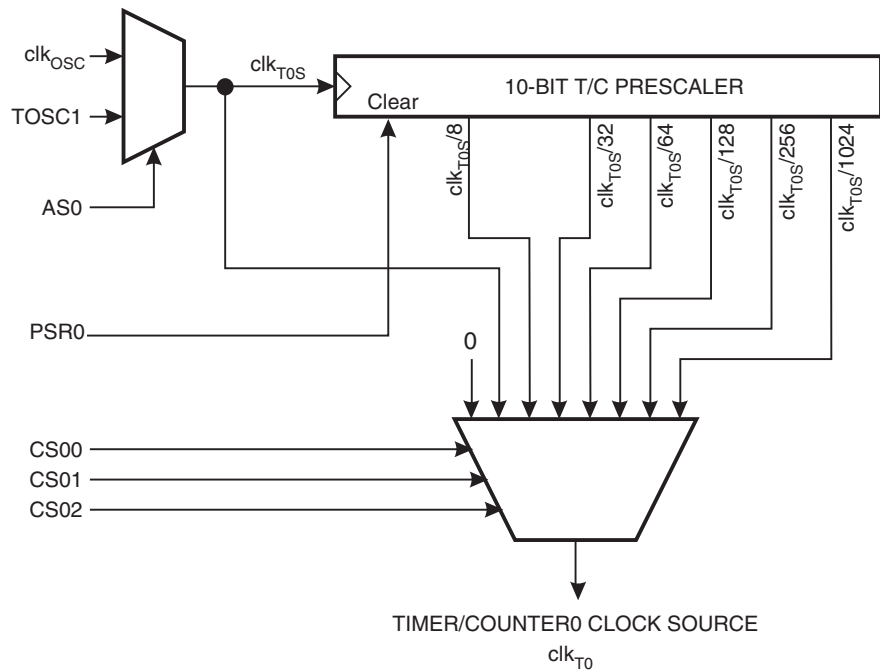 clkOSC
TOSC1
AS0
clkT0S
10-BIT T/C PRESCALER
Clear
clkT0S/8
clkT0S/32
clkT0S/64
clkT0S/128
clkT0S/256
clkT0S/1024
PSR0
0
CS00
CS01
CS02
TIMER/COUNTER0 CLOCK SOURCE
clkT0